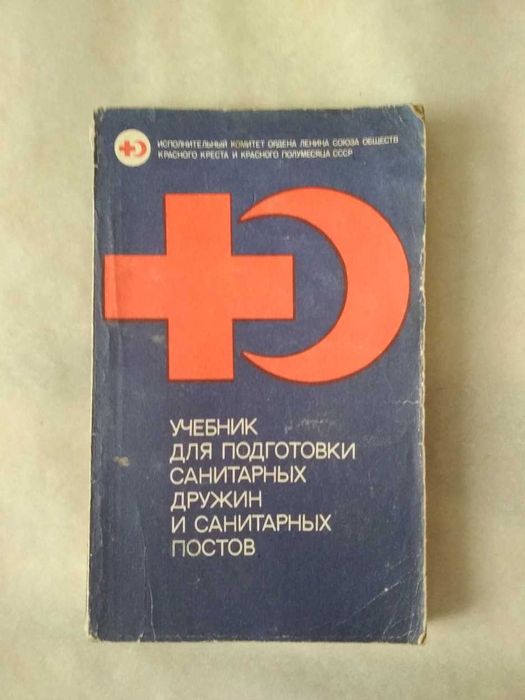 ИСПОЛНИТЕЛЬНЫЙ КОМИТЕТ ОРДЕНА ЛЕНИНА СОЮЗА ОБЩЕСТВ
КРАСНОГО КРЕСТА И КРАСНОГО ПОЛУМЕСЯЦА СССР
УЧЕБНИК
ДЛЯ ПОДГОТОВКИ
САНИТАРНЫХ
ДРУЖИН
И САНИТАРНЫХ
ПОСТОВ